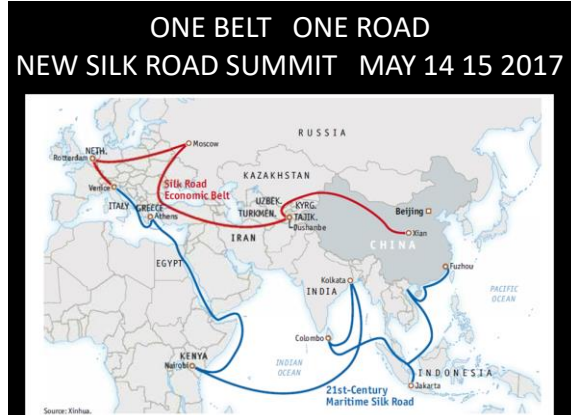 ONE BELT   ONE ROAD
NEW SILK ROAD SUMMIT   MAY 14 15 2017
RUSSIA
Moscow
NETH.
Rotterdam
KAZAKHSTAN
Venice
Silk Road
Economic Belt
UZBEK.
KYRG.
ITALY
GREECE
Athens
TURKMEN.
TAJIK.
Dushanbe
Beijing
Xian
IRAN
CHINA
EGYPT
Fuzhou
Kolkata
INDIA
PACIFIC
OCEAN
Colombo
KENYA
Nairobi
INDIAN
OCEAN
INDONESIA
Jakarta
21st-Century
Maritime Silk Road
Source: Xinhua.